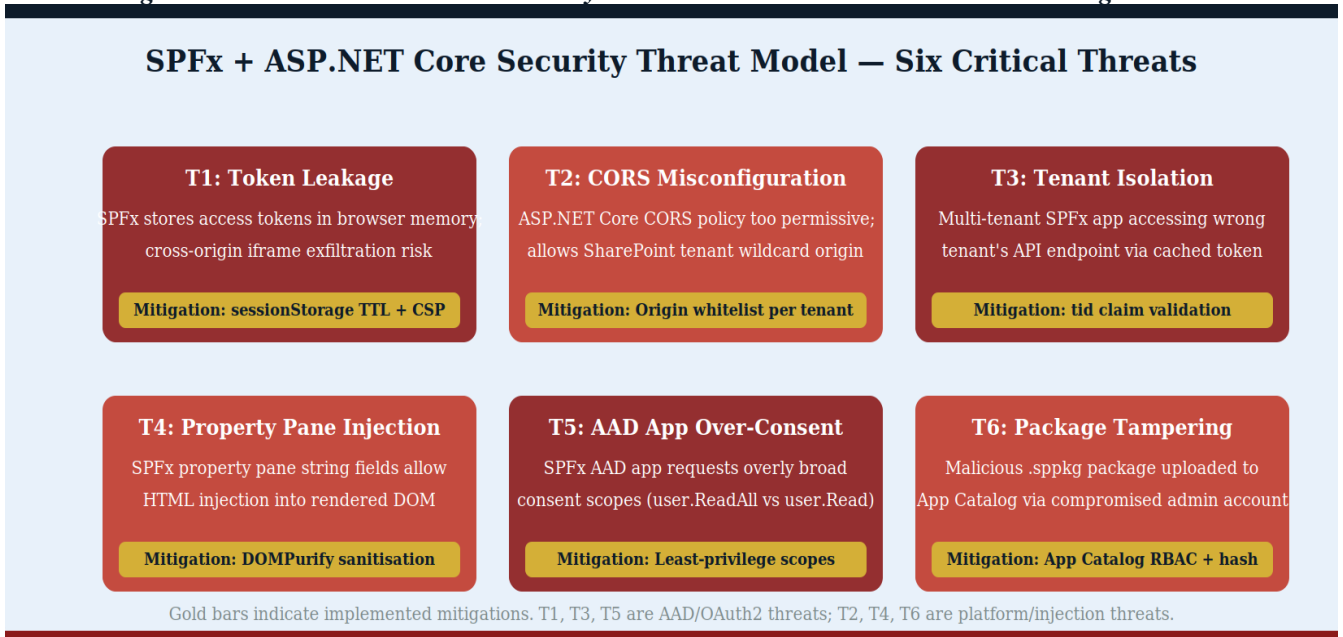 SPFx + ASP.NET Core Security Threat Model — Six Critical Threats
T1: Token Leakage
SPFx stores access tokens in browser memory;
cross-origin iframe exfiltration risk
Mitigation: sessionStorage TTL + CSP
T2: CORS Misconfiguration
ASP.NET Core CORS policy too permissive;
allows SharePoint tenant wildcard origin
Mitigation: Origin whitelist per tenant
T3: Tenant Isolation
Multi-tenant SPFx app accessing wrong
tenant's API endpoint via cached token
Mitigation: tid claim validation
T4: Property Pane Injection
SPFx property pane string fields allow
HTML injection into rendered DOM
Mitigation: DOMPurify sanitisation
T5: AAD App Over-Consent
SPFx AAD app requests overly broad
consent scopes (user.ReadAll vs user.Read)
Mitigation: Least-privilege scopes
T6: Package Tampering
Malicious .sppkg package uploaded to
App Catalog via compromised admin account
Mitigation: App Catalog RBAC + hash
Gold bars indicate implemented mitigations. T1, T3, T5 are AAD/OAuth2 threats; T2, T4, T6 are platform/injection threats.